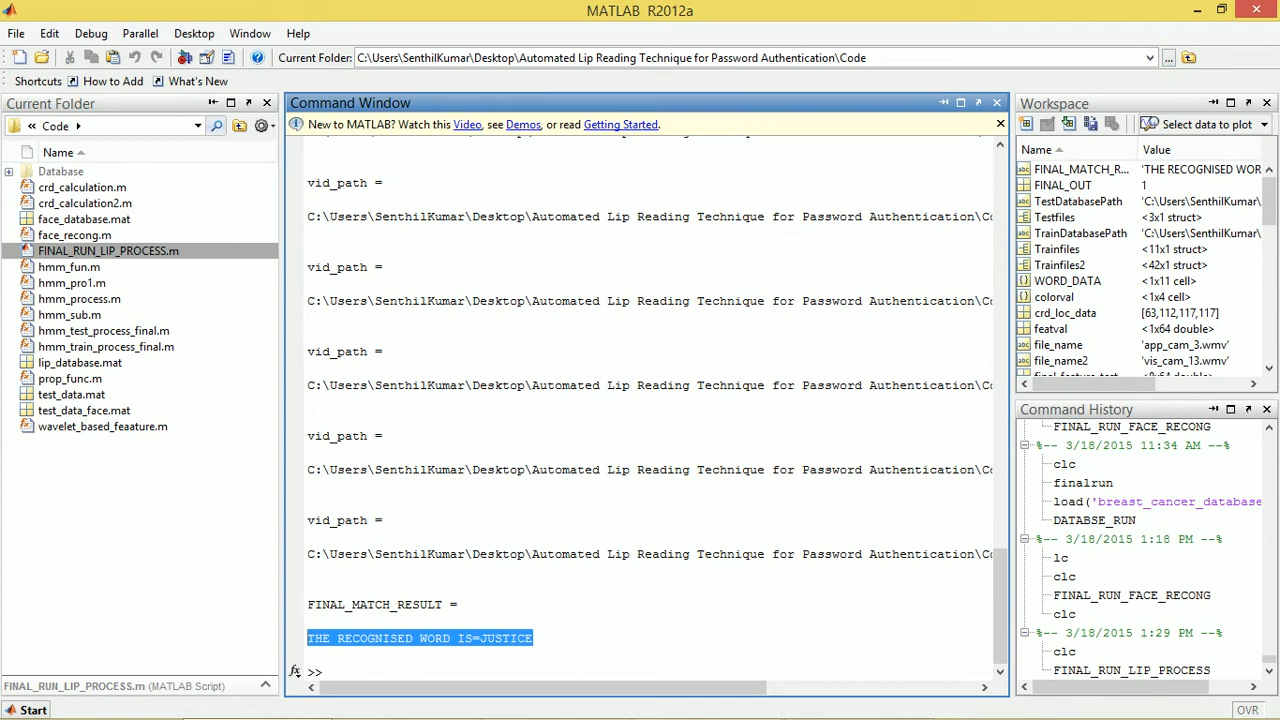 MATLAB R2012a
File Edit Debug Parallel Desktop Window Help
Current Folder: C:\Users\SenthilKumar\Desktop\Automated Lip Reading Technique for Password Authentication\Code
Shortcuts How to Add What's New
Current Folder
« Code
Name
Database
crd_calculation.m
crd_calculation2.m
face_database.mat
face_recong.m
FINAL_RUN_LIP_PROCESS.m
hmm_fun.m
hmm_pro1.m
hmm_process.m
hmm_sub.m
hmm_test_process_final.m
hmm_train_process_final.m
lip_database.mat
prop_func.m
test_data.mat
test_data_face.mat
wavelet_based_feaature.m
FINAL_RUN_LIP_PROCESS.m (MATLAB Script)
Start
Command Window
New to MATLAB? Watch this Video, see Demos, or read Getting Started.
vid_path =
C:\Users\SenthilKumar\Desktop\Automated Lip Reading Technique for Password Authentication\Co
vid_path =
C:\Users\SenthilKumar\Desktop\Automated Lip Reading Technique for Password Authentication\Co
vid_path =
C:\Users\SenthilKumar\Desktop\Automated Lip Reading Technique for Password Authentication\Co
vid_path =
C:\Users\SenthilKumar\Desktop\Automated Lip Reading Technique for Password Authentication\Co
vid_path =
C:\Users\SenthilKumar\Desktop\Automated Lip Reading Technique for Password Authentication\Co
FINAL_MATCH_RESULT =
THE RECOGNISED WORD IS=JUSTICE
fx >>
Workspace
Select data to plot
Name Value
FINAL_MATCH_R... 'THE RECOGNISED WOR
FINAL_OUT 1
TestDatabasePath 'C:\Users\SenthilKumar\
Testfiles <3x1 struct>
TrainDatabasePath 'C:\Users\SenthilKumar\
Trainfiles <11x1 struct>
Trainfiles2 <42x1 struct>
WORD_DATA <1x11 cell>
colorval <1x4 cell>
crd_loc_data [63,112,117,117]
featval <1x64 double>
file_name 'app_cam_3.wmv'
file_name2 'vis_cam_13.wmv'
Command History
FINAL_RUN_FACE_RECONG
%-- 3/18/2015 11:34 AM --%
clc
finalrun
load('breast_cancer_database
DATABSE_RUN
%-- 3/18/2015 1:18 PM --%
lc
clc
FINAL_RUN_FACE_RECONG
clc
%-- 3/18/2015 1:29 PM --%
clc
FINAL_RUN_LIP_PROCESS
OVR